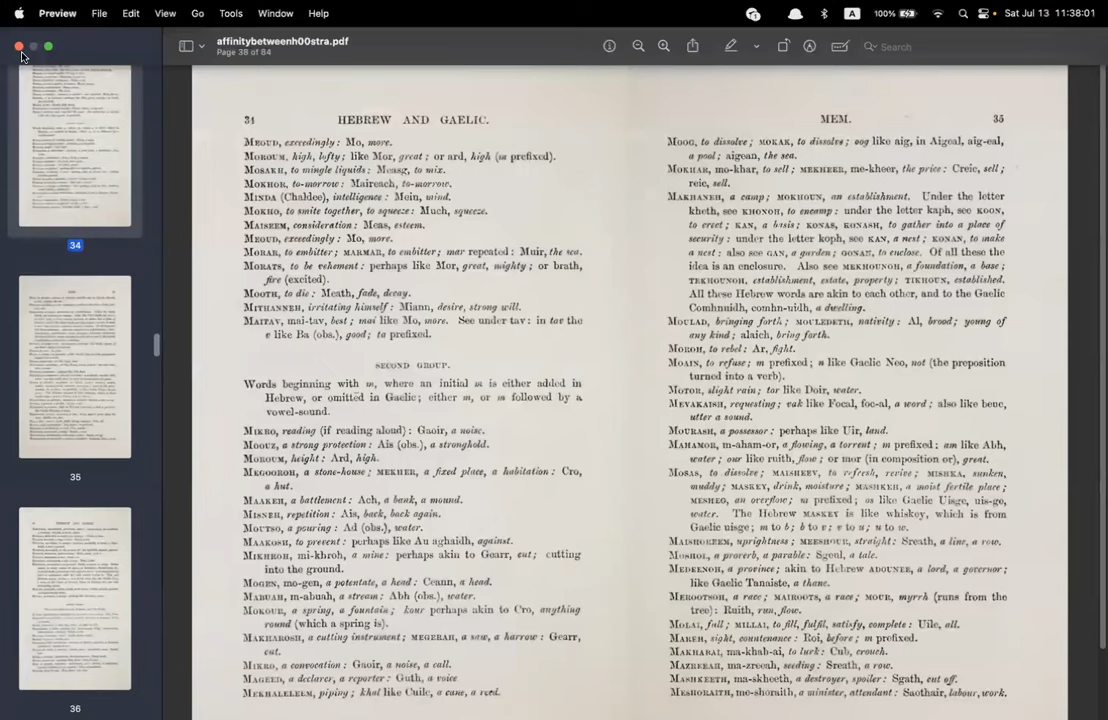 Preview File Edit View Go Tools Window Help
A 100% Sat Jul 13 11:38:01
affinitybetweenh00stra.pdf
Page 38 of 84
Search
34
35
36
34 HEBREW AND GAELIC.
MEOUD, exceedingly: Mo, more.
MOROUM, high, lofty; like Mor, great: or ard, high (m prefixed).
MOSAKH, to mingle liquids: Measg, to mix.
MOKHOR, to-morrow: Maireach, to-morrow.
MINDA (Chaldee), intelligence: Mein, mind.
MOKHO, to smite together, to squeeze: Much, squeeze.
MAISEEM, consideration: Meas, esteem.
MEOUD, exceedingly: Mo, more.
MORAR, to embitter; MARMAR, to embitter; mar repeated: Muir, the sea.
MORATS, to be vehement: perhaps like Mor, great, mighty; or brath,
fire (excited).
MOOTH, to die: Meath, fade, decay.
MITHANNEH, irritating himself: Miann, desire, strong will.
MAITAV, mai-tav, best; mai like Mo, more. See under tav: in tav the
v like Ba (obs.), good; ta prefixed.
SECOND GROUP.
Words beginning with m, where an initial m is either added in
Hebrew, or omitted in Gaelic; either m, or m followed by a
vowel-sound.
MIKRO, reading (if reading aloud): Gaoir, a noise.
MOOUZ, a strong protection: Ais (obs.), a stronghold.
MOROUM, height: Ard, high.
MEGOOROH, a stone-house; MEKHER, a fixed place, a habitation: Cro,
a hut.
MAAKEH, a battlement: Ach, a bank, a mound.
MISNEH, repetition: Ais, back, back again.
MOUTSO, a pouring: Ad (obs.), water.
MAAKOSH, to prevent: perhaps like Au aghaidh, against.
MIKHROH, mi-khroh, a mine: perhaps akin to Gearr, cut; cutting
into the ground.
MOGEN, mo-gen, a potentate, a head: Ceann, a head.
MABUAH, m-abuah, a stream: Abh (obs.), water.
MOKOUR, a spring, a fountain; kour perhaps akin to Cro, anything
round (which a spring is).
MAKHAROSH, a cutting instrument; MEGERAH, a saw, a harrow: Gearr,
cut.
MIKRO, a convocation: Gaoir, a noise, a call.
MAGEED, a declarer, a reporter: Guth, a voice
MEKHALELEEM, piping; khal like Cuilc, a cane, a reed.
MEM. 35
MOOG, to dissolve; MOKAK, to dissolve; oog like aig, in Aigeal, aig-eal,
a pool; aigean, the sea.
MOKHAR, mo-khar, to sell; MEKHEER, me-kheer, the price: Creic, sell;
reic, sell.
MAKHANEH, a camp; MOKHOUN, an establishment. Under the letter
kheth, see KHONOH, to encamp: under the letter kaph, see KOON,
to erect; KAN, a basis; KONAS, KONASH, to gather into a place of
security: under the letter koph, see KAN, a nest; KONAN, to make
a nest: also see GAN, a garden; GONAN, to enclose. Of all these the
idea is an enclosure. Also see MEKHOUNOH, a foundation, a base;
TEKHOUNOH, establishment, estate, property; TIKHOUN, established.
All these Hebrew words are akin to each other, and to the Gaelic
Comhnuidh, comhn-uidh, a dwelling.
MOULAD, bringing forth; MOULEDETH, nativity: Al, brood; young of
any kind; alaich, bring forth.
MOROH, to rebel: Ar, fight.
MOAIN, to refuse; m prefixed; n like Gaelic Neo, not (the preposition
turned into a verb).
MOTOR, slight rain; tor like Doir, water.
MEVAKAISH, requesting; vak like Focal, foc-al, a word; also like beuc,
utter a sound.
MOURASH, a possessor: perhaps like Uir, land.
MAHAMOR, m-aham-or, a flowing, a torrent; m prefixed; am like Abh,
water; our like ruith, flow; or mor (in composition or), great.
MOSAS, to dissolve; MAISHEEV, to refresh, revive; MISHKA, sunken,
muddy; MASKEY, drink, moisture; MASHKEH, a moist fertile place;
MESHEG, an overflow; m prefixed; os like Gaelic Uisge, uis-ge,
water. The Hebrew MASKEY is like whiskey, which is from
Gaelic uisge; m to b; b to v; v to u; u to w.
MAISHOREEM, uprightness; MEESHOUR, straight: Sreath, a line, a row.
MOSHOL, a proverb, a parable: Sgeul, a tale.
MEDEENOH, a province; akin to Hebrew ADOUNEE, a lord, a governor;
like Gaelic Tanaiste, a thane.
MEROOTSOH, a race; MAIROOTS, a race; MOUR, myrrh (runs from the
tree): Ruith, run, flow.
MOLAI, full; MILLAI, to fill, fulfil, satisfy, complete: Uile, all.
MAREH, sight, countenance: Roi, before; m prefixed.
MAKHARAI, ma-khab-ai, to lurk: Cub, crouch.
MAZREEAH, ma-zreeah, seeding: Sreath, a row.
MASHKEETH, ma-skheeth, a destroyer, spoiler: Sgath, cut off.
MESHORAITH, me-shoraith, a minister, attendant: Saothair, labour, work.